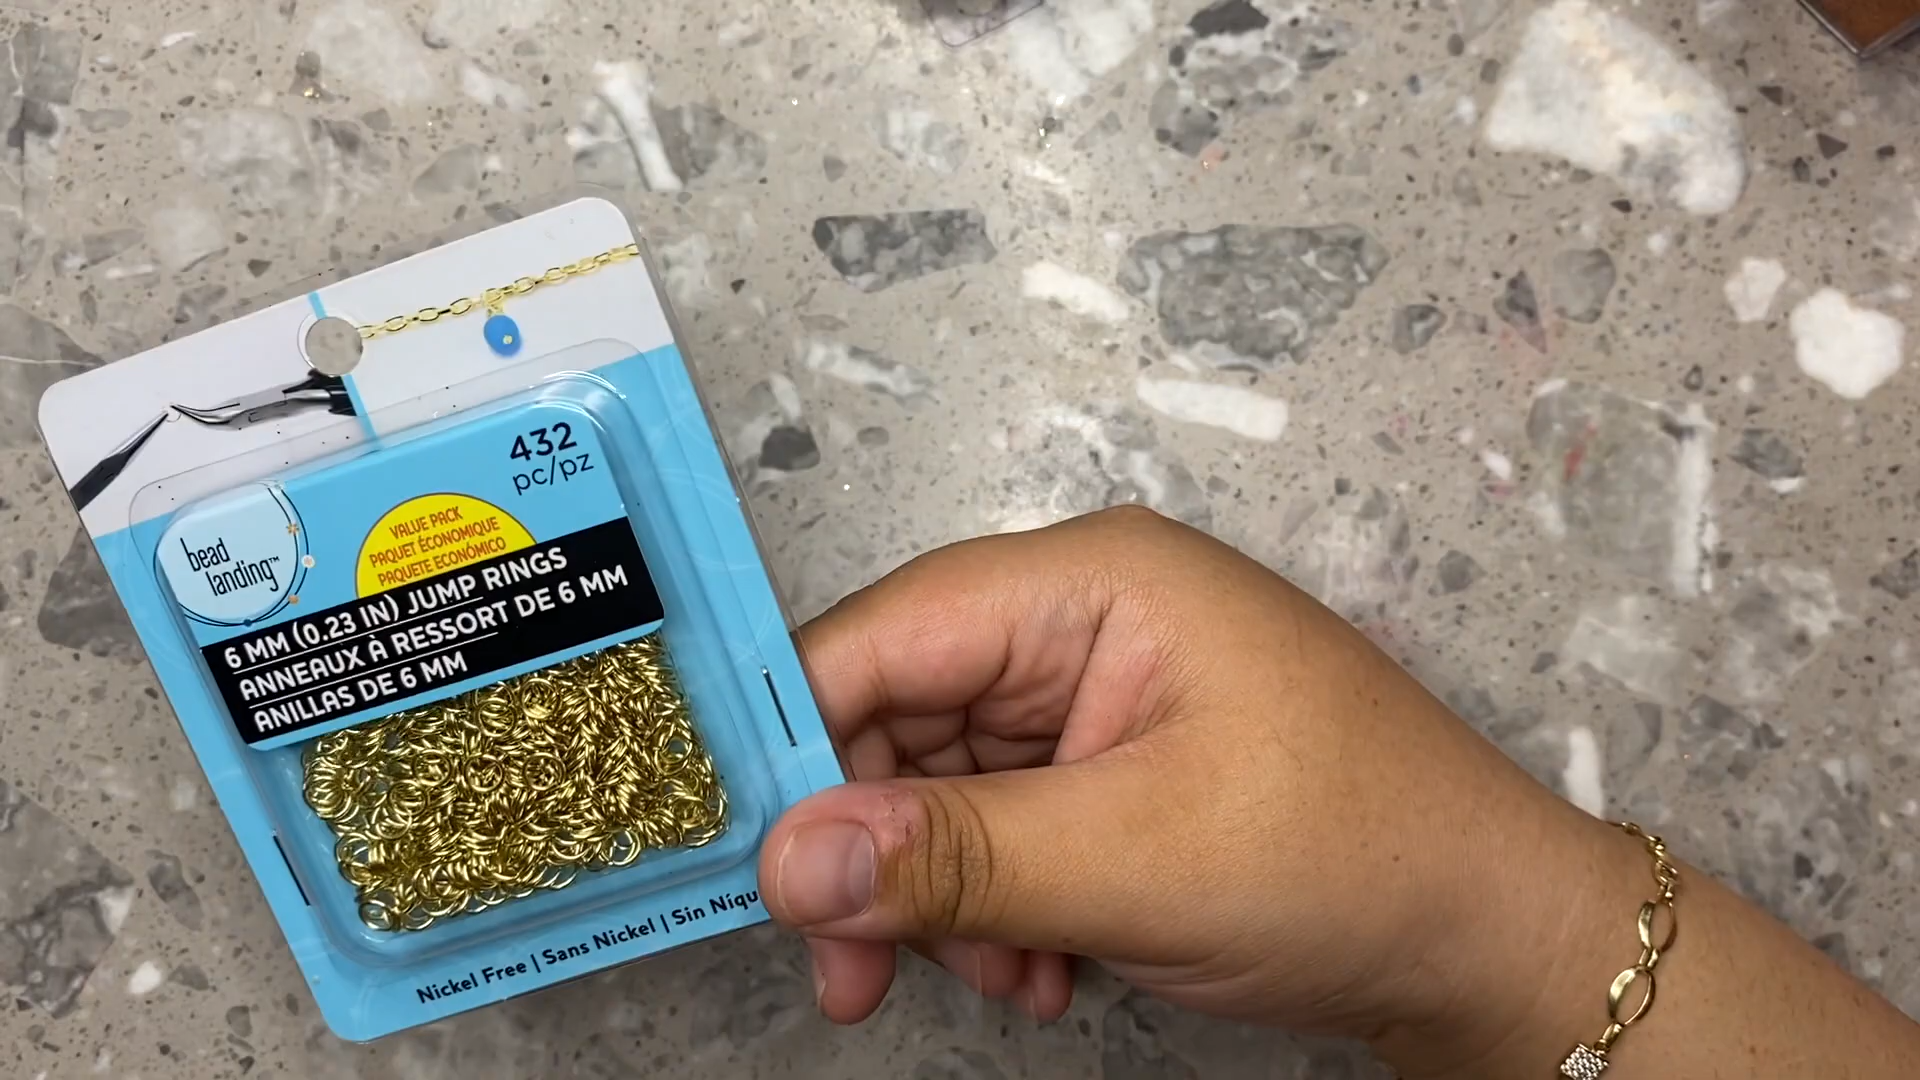 432
pc/pz
bead
landing™
VALUE PACK
PAQUET ÉCONOMIQUE
PAQUETE ECONÓMICO
6 MM (0.23 IN) JUMP RINGS
ANNEAUX À RESSORT DE 6 MM
ANILLAS DE 6 MM
Nickel Free | Sans Nickel | Sin Níqu